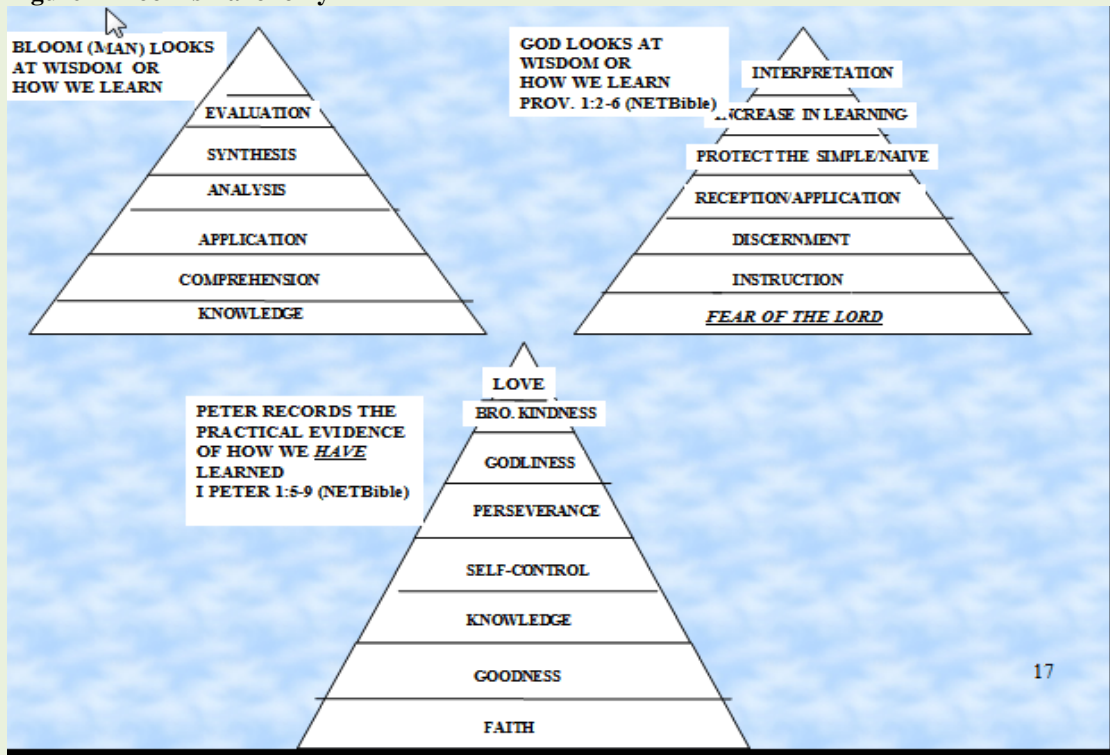 BLOOM (MAN) LOOKS
AT WISDOM OR
HOW WE LEARN
EVALUATION
SYNTHESIS
ANALYSIS
APPLICATION
COMPREHENSION
KNOWLEDGE
GOD LOOKS AT
WISDOM OR
HOW WE LEARN
PROV. 1:2-6 (NETBible)
INTERPRETATION
INCREASE IN LEARNING
PROTECT THE SIMPLE/NAIVE
RECEPTION/APPLICATION
DISCERNMENT
INSTRUCTION
FEAR OF THE LORD
PETER RECORDS THE
PRACTICAL EVIDENCE
OF HOW WE HAVE
LEARNED
I PETER 1:5-9 (NETBible)
LOVE
BRO. KINDNESS
GODLINESS
PERSEVERANCE
SELF-CONTROL
KNOWLEDGE
GOODNESS
FAITH
17